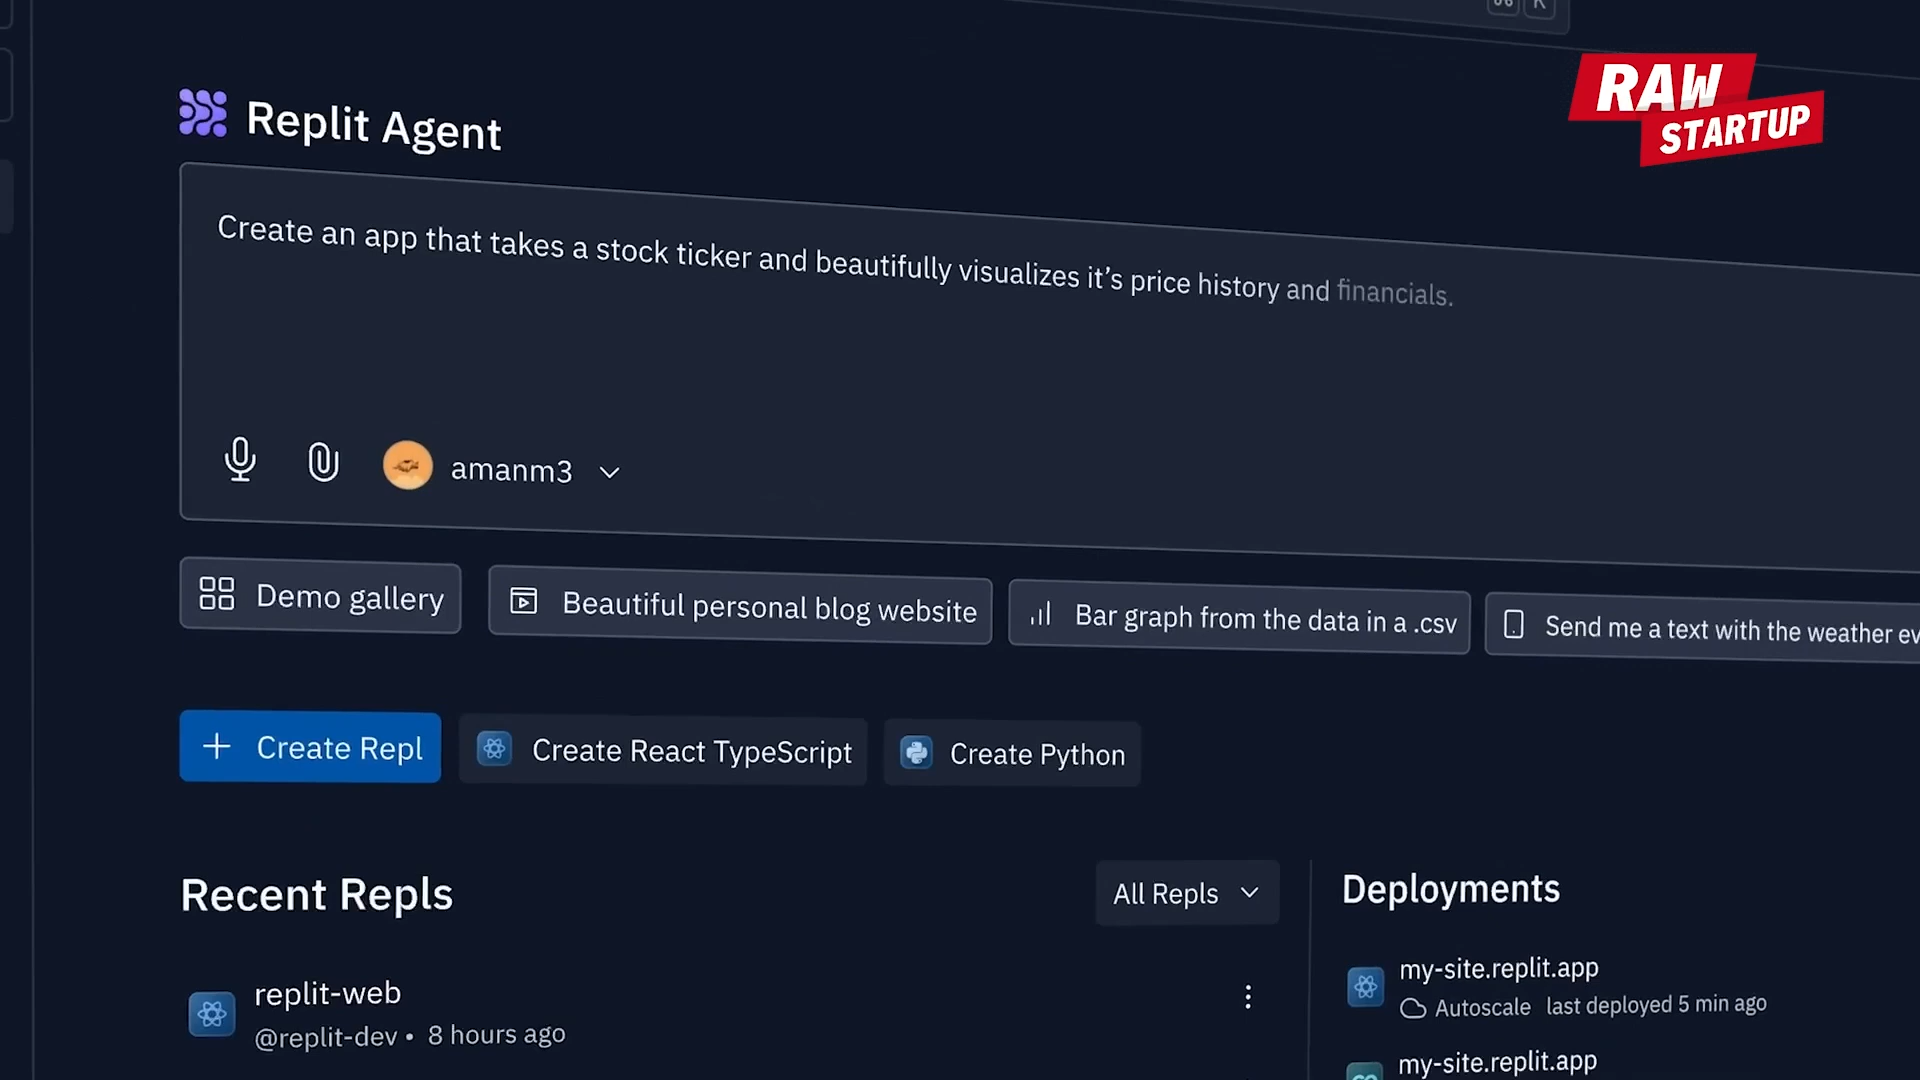 K
RAW
STARTUP
Replit Agent
Create an app that takes a stock ticker and beautifully visualizes it’s price history and financials.
amanm3
Demo gallery
Beautiful personal blog website
Bar graph from the data in a .csv
Send me a text with the weather ev
Create Repl
Create React TypeScript
Create Python
Recent Repls
All Repls
Deployments
replit-web
@replit-dev • 8 hours ago
my-site.replit.app
Autoscale last deployed 5 min ago
my-site.replit.app